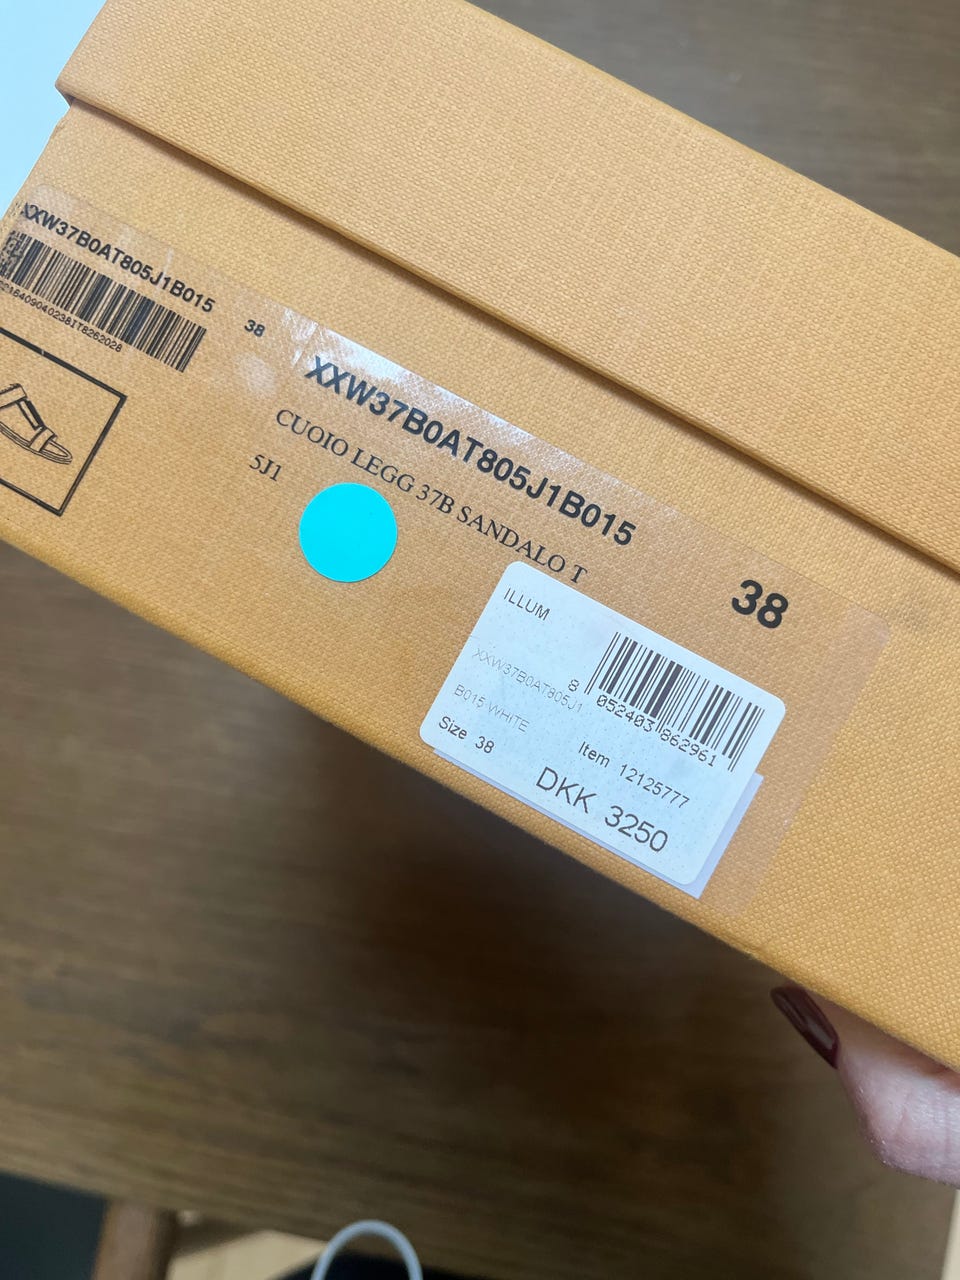 XXW37B0AT805J1B015
38
XXW37B0AT805J1B015
CUOIO LEGG 37B SANDALO T
5J1
38
ILLUM
XXW37B0AT805J1
B015 WHITE
Size 38
8 052403 862961
Item 12125777
DKK 3250